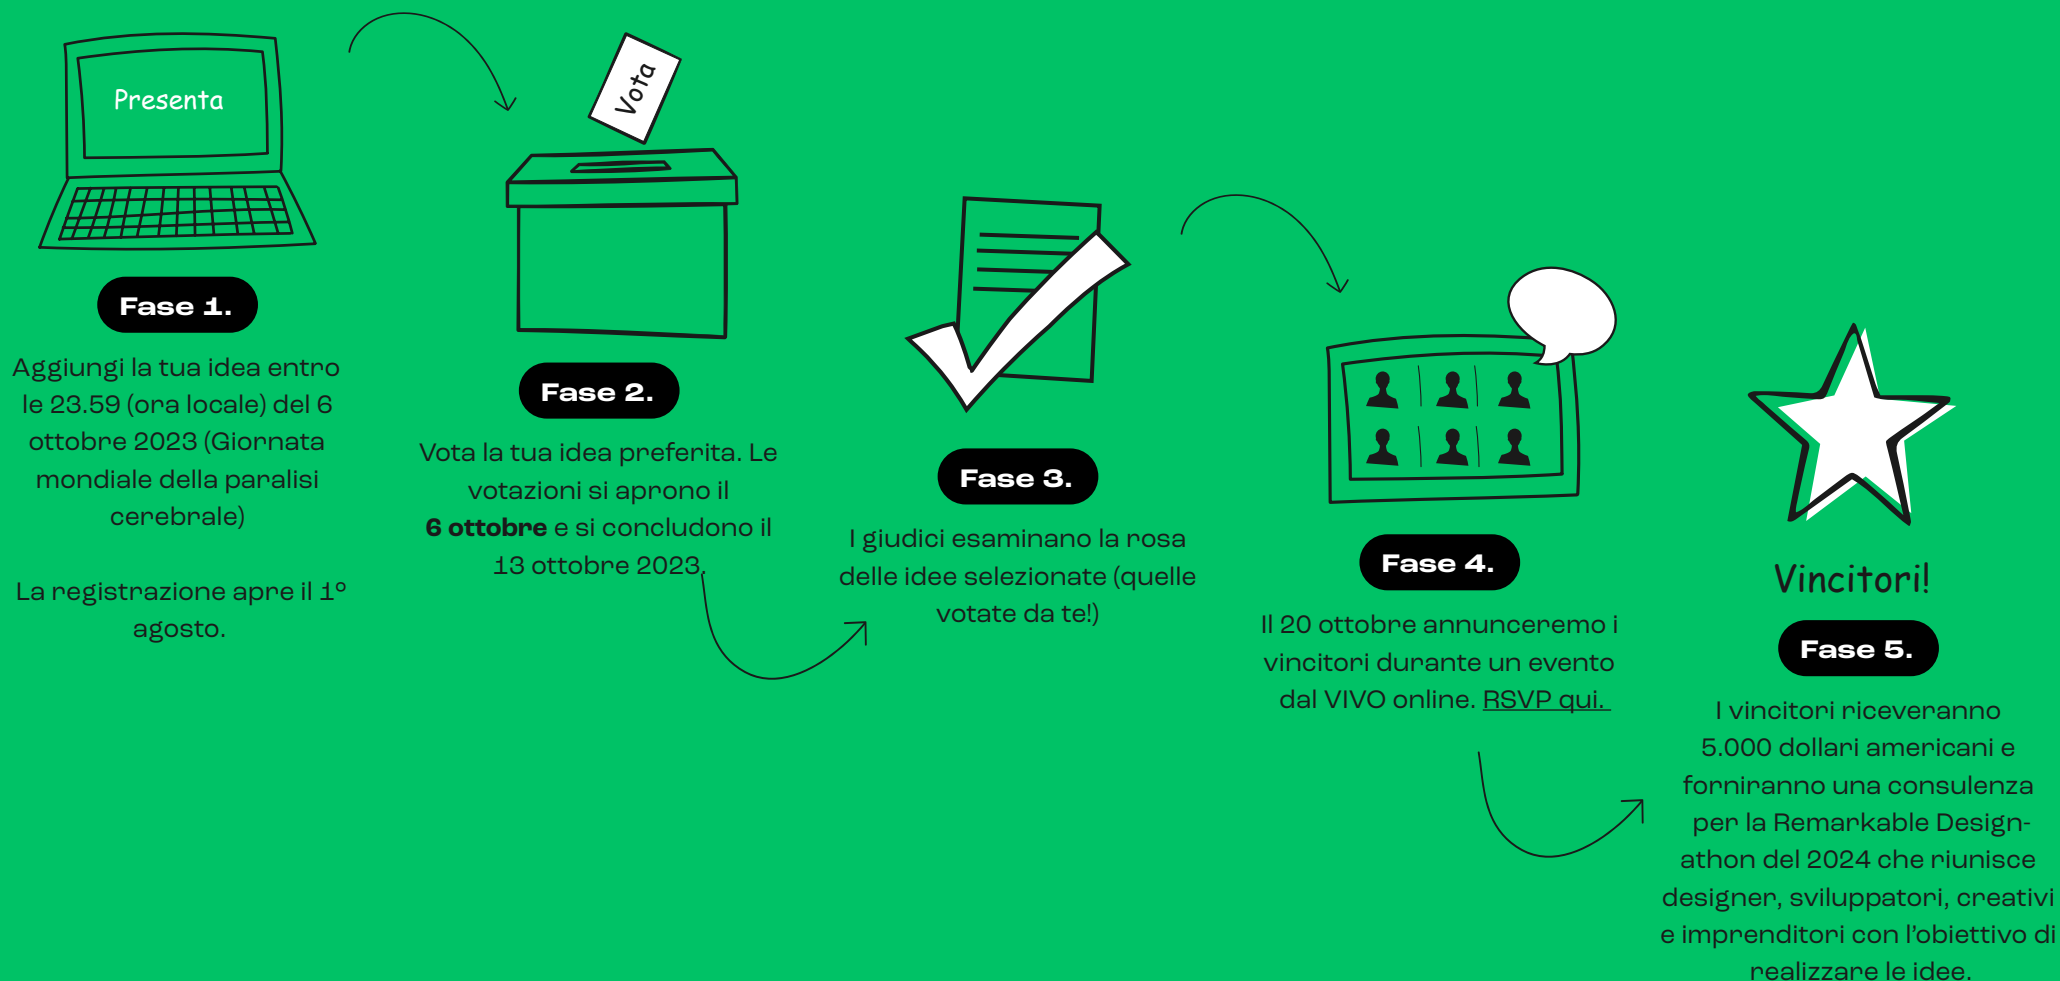 Presenta
Fase 1.
Aggiungi la tua idea entro
le 23.59 (ora locale) del 6
ottobre 2023 (Giornata
mondiale della paralisi
cerebrale)
La registrazione apre il 1°
agosto.
Vota
Fase 2.
Vota la tua idea preferita. Le
votazioni si aprono il
6 ottobre e si concludono il
13 ottobre 2023.
Fase 3.
I giudici esaminano la rosa
delle idee selezionate (quelle
votate da te!)
Fase 4.
Il 20 ottobre annunceremo i
vincitori durante un evento
dal VIVO online. RSVP qui.
Vincitori!
Fase 5.
I vincitori riceveranno
5.000 dollari americani e
forniranno una consulenza
per la Remarkable Design-
athon del 2024 che riunisce
designer, sviluppatori, creativi
e imprenditori con l'obiettivo di
realizzare le idee.